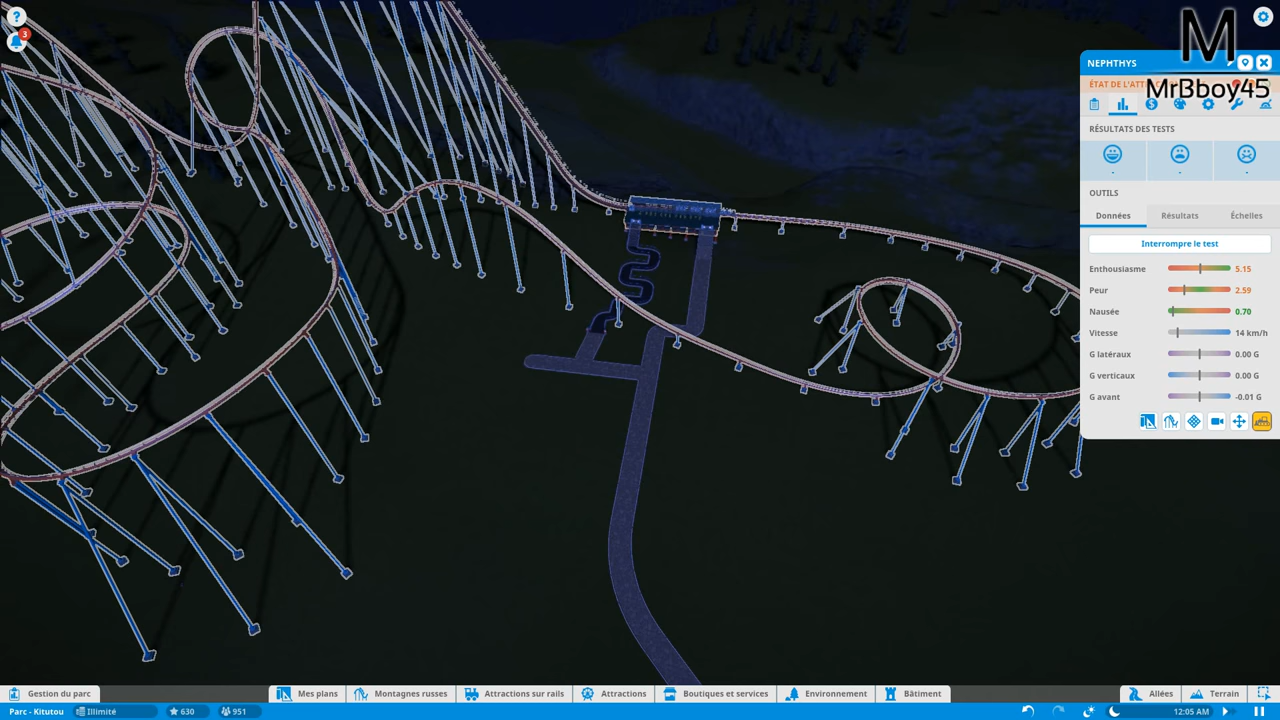 ?
3
M
MrBboy45
NEPHTHYS
ÉTAT DE L'ATT
RÉSULTATS DES TESTS
- - -
OUTILS
Données Résultats Échelles
Interrompre le test
Enthousiasme 5.15
Peur 2.59
Nausée 0.70
Vitesse 14 km/h
G latéraux 0.00 G
G verticaux 0.00 G
G avant -0.01 G
Gestion du parc Mes plans Montagnes russes Attractions sur rails Attractions Boutiques et services Environnement Bâtiment Allées Terrain
Parc - Kitutou Illimité 630 951 12:05 AM